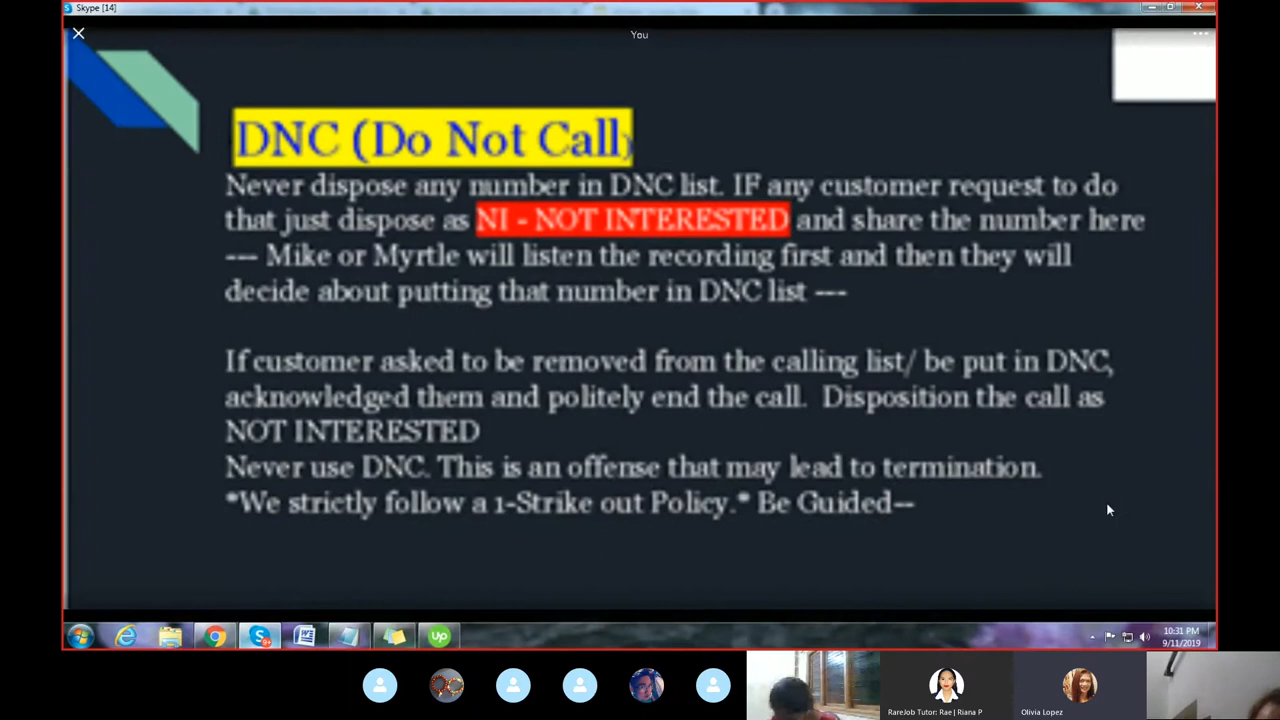 Skype [14]
You
DNC (Do Not Call)
Never dispose any number in DNC list. IF any customer request to do
that just dispose as NI - NOT INTERESTED and share the number here
--- Mike or Myrtle will listen the recording first and then they will
decide about putting that number in DNC list ---
If customer asked to be removed from the calling list/ be put in DNC,
acknowledged them and politely end the call. Disposition the call as
NOT INTERESTED
Never use DNC. This is an offense that may lead to termination.
*We strictly follow a 1-Strike out Policy.* Be Guided--
10:31 PM
9/11/2019
RareJob Tutor: Rae | Riana P
Olivia Lopez